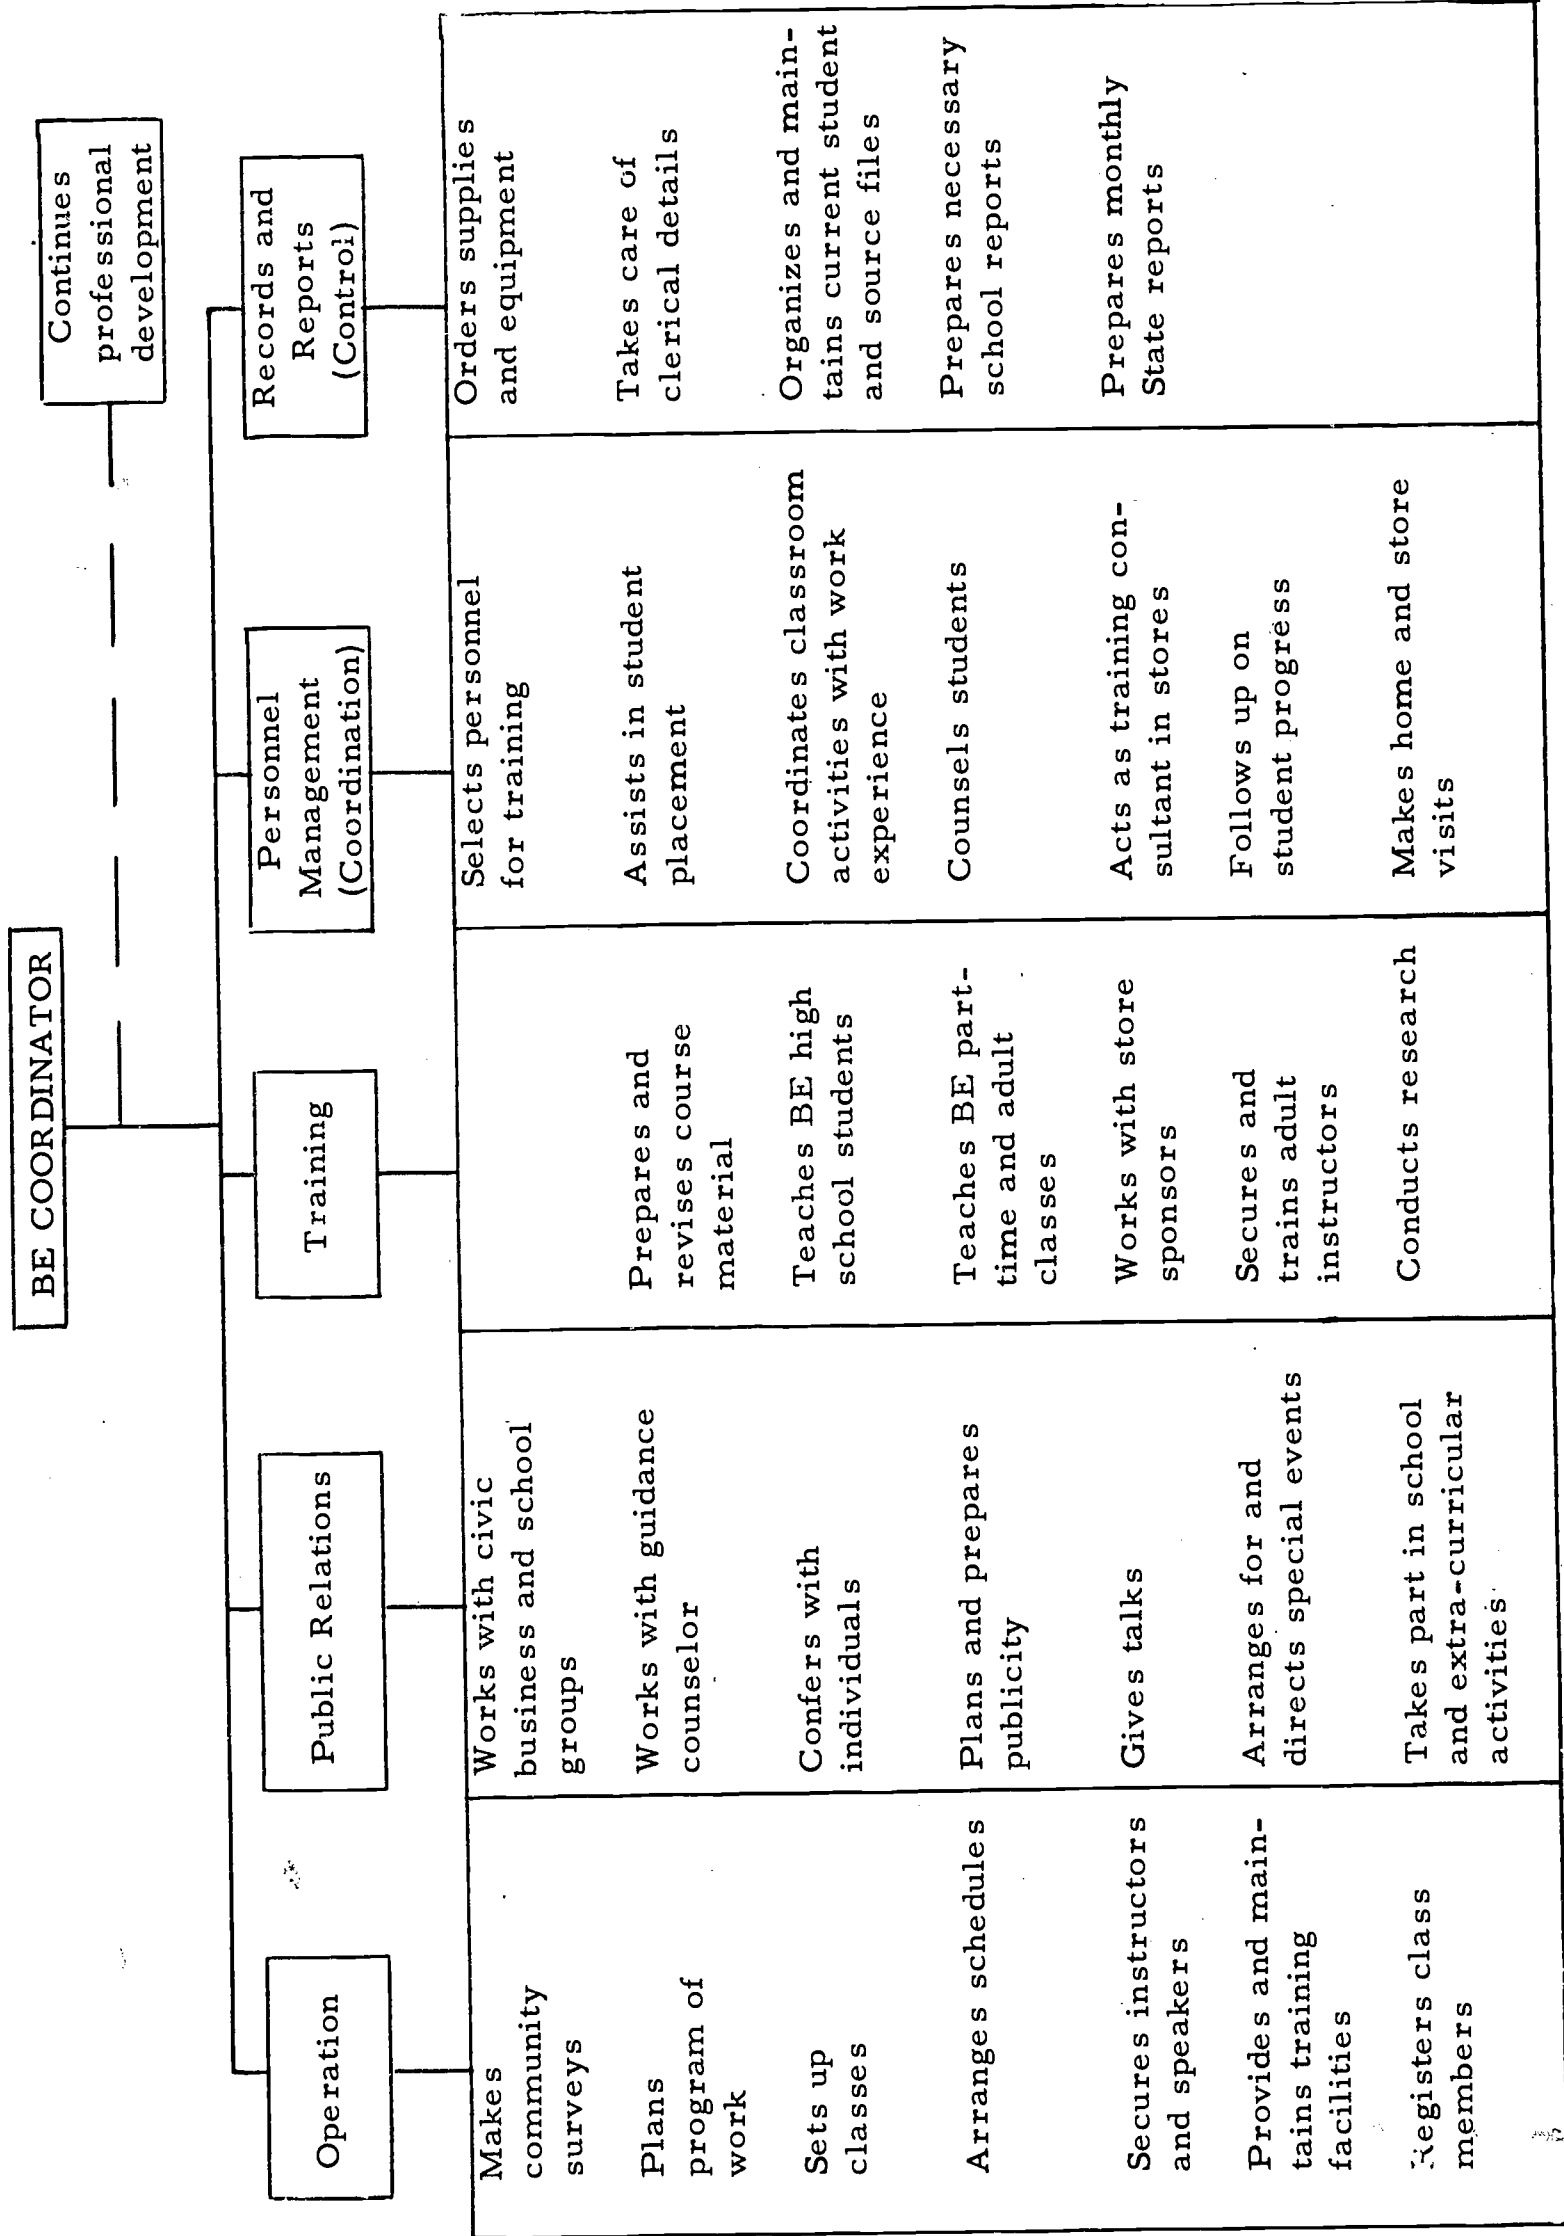 BE COORDINATOR
Continues
professional
development
Operation
Public Relations
Training
Personnel
Management
(Coordination)
Records and
Reports
(Control)
Makes
community
surveys
Plans
program of
work
Sets up
classes
Arranges schedules
Secures instructors
and speakers
Provides and main-
tains training
facilities
Registers class
members
Works with civic
business and school
groups
Works with guidance
counselor
Confers with
individuals
Plans and prepares
publicity
Gives talks
Arranges for and
directs special events
Takes part in school
and extra-curricular
activities
Prepares and
revises course
material
Teaches BE high
school students
Teaches BE part-
time and adult
classes
Works with store
sponsors
Secures and
trains adult
instructors
Conducts research
Selects personnel
for training
Assists in student
placement
Coordinates classroom
activities with work
experience
Counsels students
Acts as training con-
sultant in stores
Follows up on
student progress
Makes home and store
visits
Orders supplies
and equipment
Takes care of
clerical details
Organizes and main-
tains current student
and source files
Prepares necessary
school reports
Prepares monthly
State reports